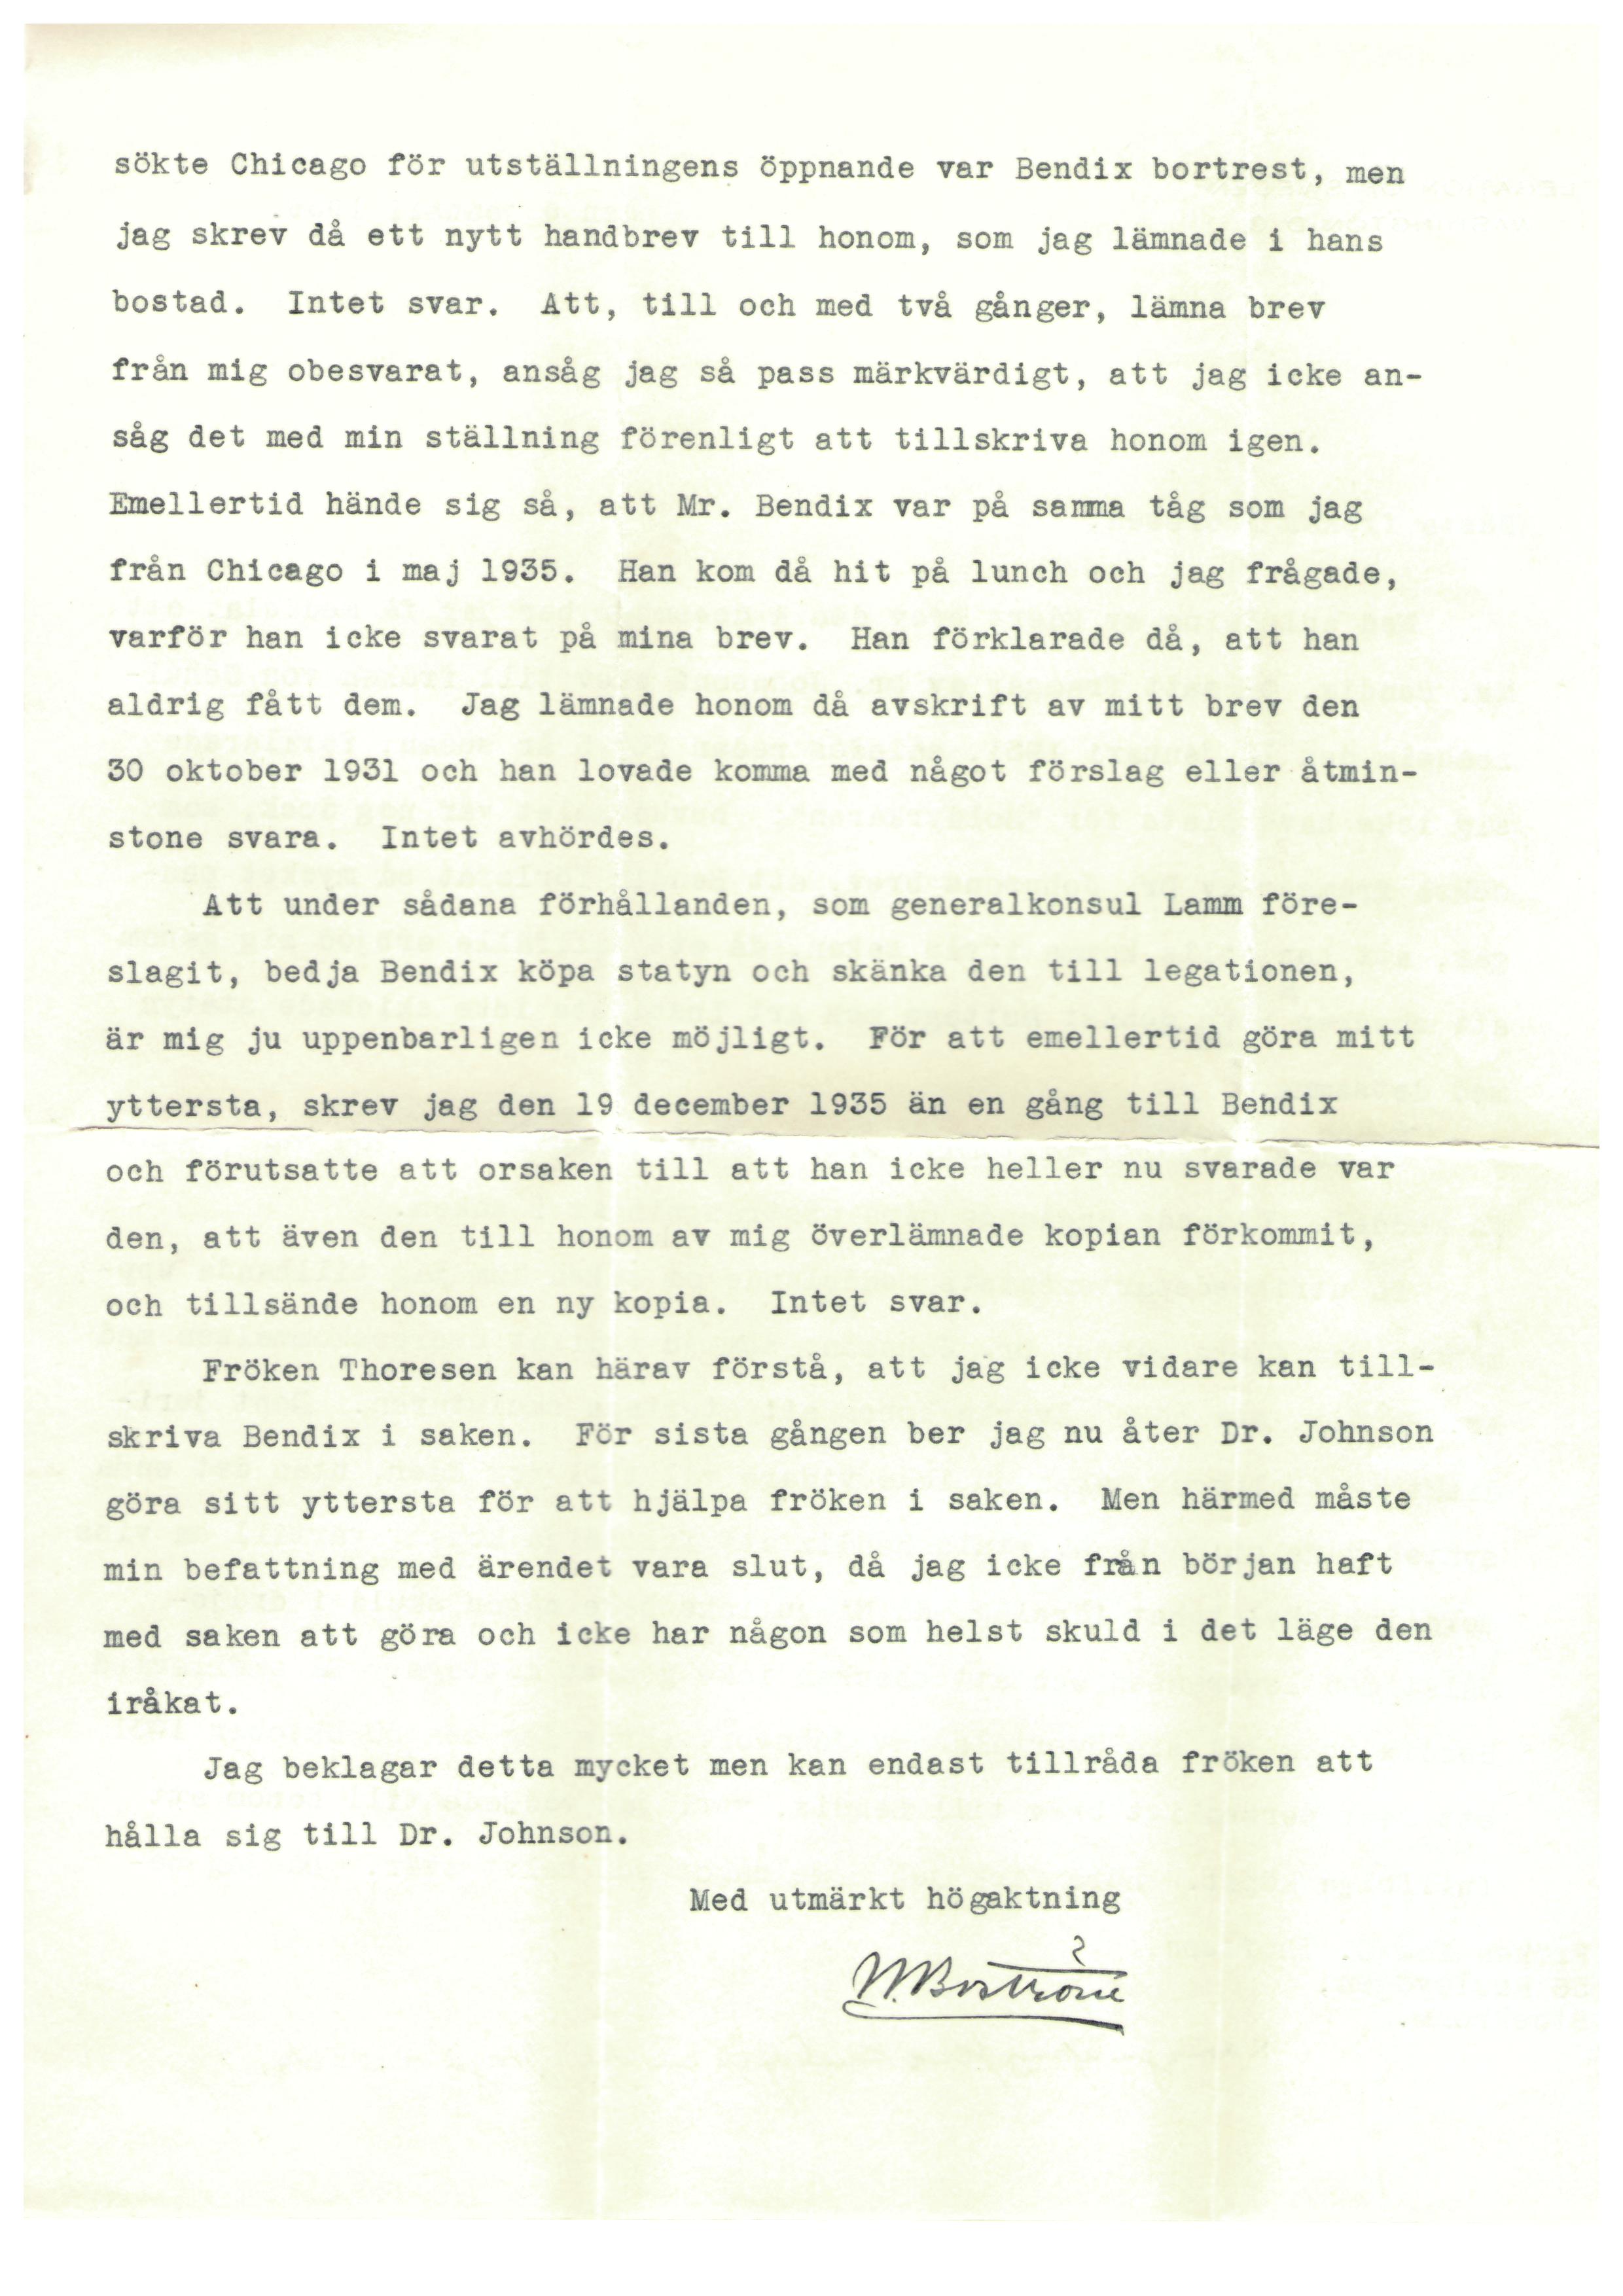 sökte Chicago för utställningens öppnande var Bendix bortrest, men
jag skrev då ett nytt handbrev till honom, som jag lämnade i hans
bostad. Intet svar. Att, till och med två gånger, lämna brev
från mig obesvarat, ansåg jag så pass märkvärdigt, att jag icke an-
såg det med min ställning förenligt att tillskriva honom igen.
Emellertid hände sig så, att Mr. Bendix var på samma tåg som jag
från Chicago i maj 1935. Han kom då hit på lunch och jag frågade,
varför han icke svarat på mina brev. Han förklarade då, att han
aldrig fått dem. Jag lämnade honom då avskrift av mitt brev den
30 oktober 1931 och han lovade komma med något förslag eller åtmin-
stone svara. Intet avhördes.
Att under sådana förhållanden, som generalkonsul Lamm före-
slagit, bedja Bendix köpa statyn och skänka den till legationen,
är mig ju uppenbarligen icke möjligt. För att emellertid göra mitt
yttersta, skrev jag den 19 december 1935 än en gång till Bendix
och förutsatte att orsaken till att han icke heller nu svarade var
den, att även den till honom av mig överlämnade kopian förkommit,
och tillsände honom en ny kopia. Intet svar.
Fröken Thoresen kan härav förstå, att jag icke vidare kan till-
skriva Bendix i saken. För sista gången ber jag nu åter Dr. Johnson
göra sitt yttersta för att hjälpa fröken i saken. Men härmed måste
min befattning med ärendet vara slut, då jag icke från början haft
med saken att göra och icke har någon som helst skuld i det läge den
iråkat.
Jag beklagar detta mycket men kan endast tillråda fröken att
hålla sig till Dr. Johnson.
Med utmärkt högaktning
W. Boström